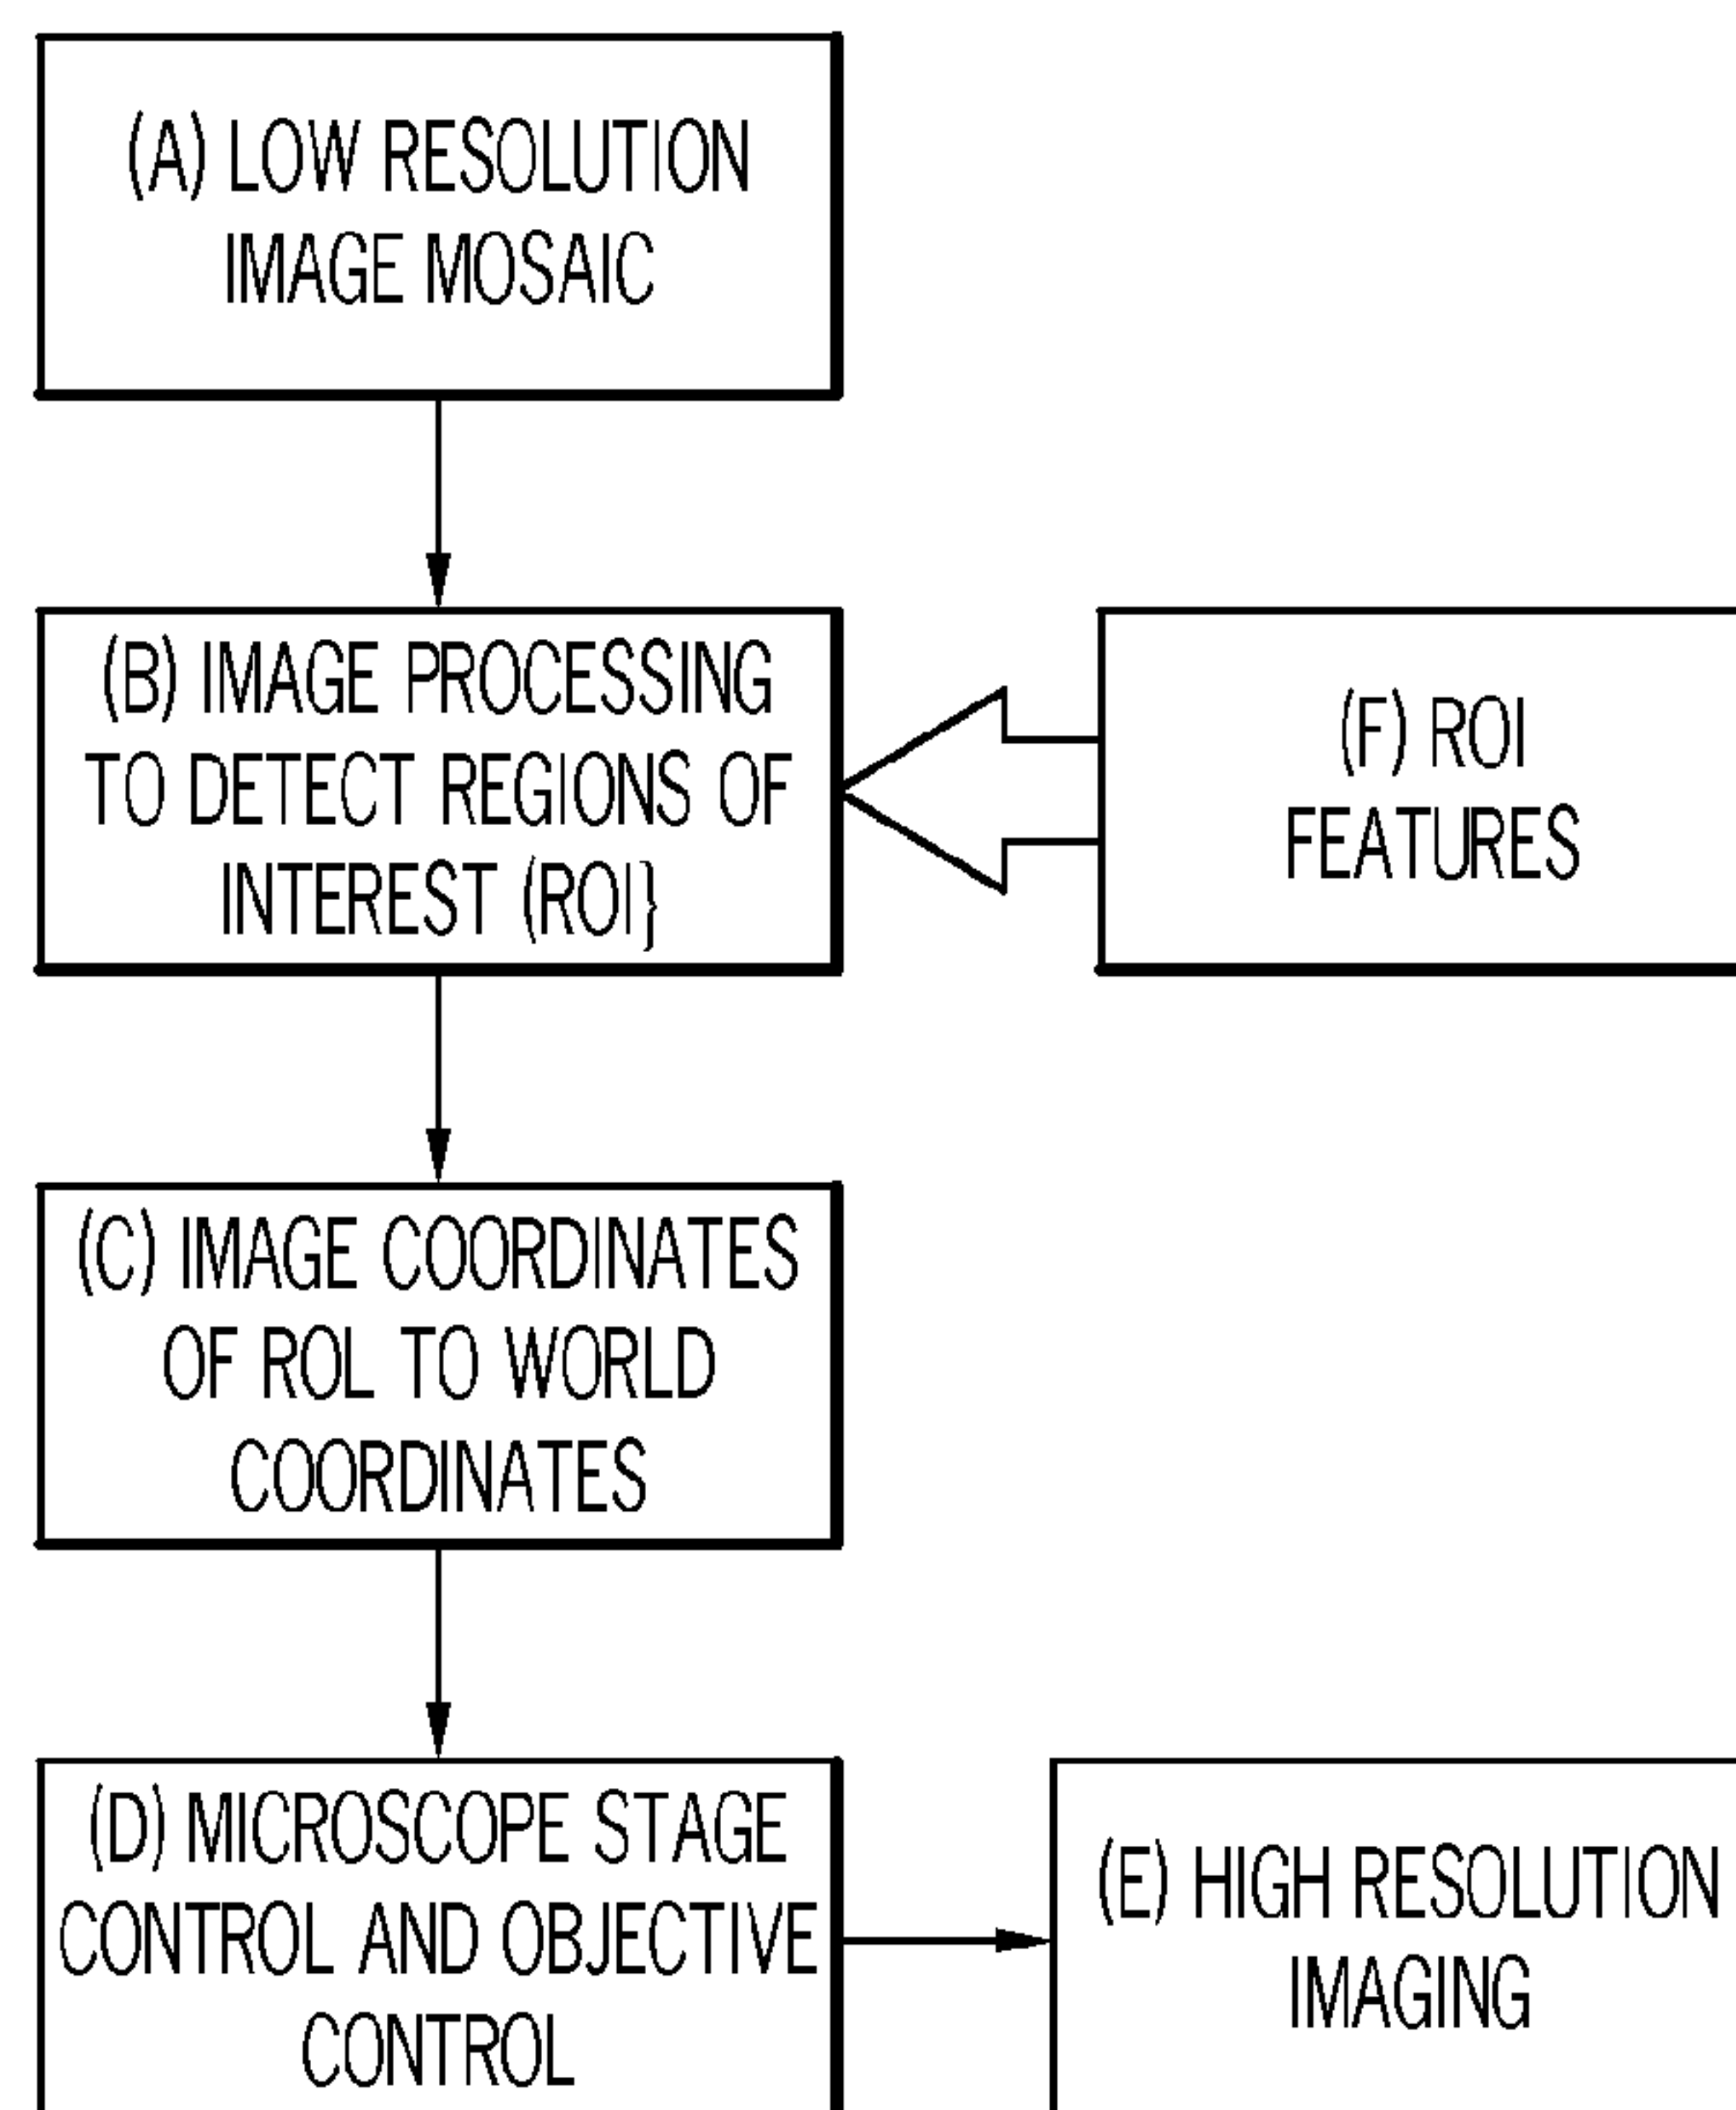 (A) LOW RESOLUTION
IMAGE MOSAIC
(B) IMAGE PROCESSING
TO DETECT REGIONS OF
INTEREST (ROI}
(F) ROI
FEATURES
(C) IMAGE COORDINATES
OF ROL TO WORLD
COORDINATES
(D) MICROSCOPE STAGE
CONTROL AND OBJECTIVE
CONTROL
(E) HIGH RESOLUTION
IMAGING